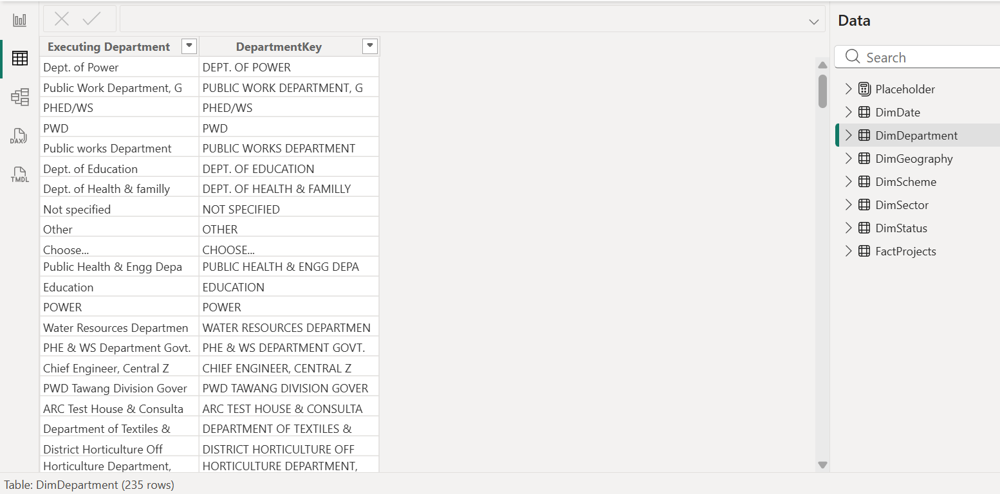 Executing Department DepartmentKey
Dept. of Power DEPT. OF POWER
Public Work Department, G PUBLIC WORK DEPARTMENT, G
PHED/WS PHED/WS
PWD PWD
Public works Department PUBLIC WORKS DEPARTMENT
Dept. of Education DEPT. OF EDUCATION
Dept. of Health & familly DEPT. OF HEALTH & FAMILLY
Not specified NOT SPECIFIED
Other OTHER
Choose... CHOOSE...
Public Health & Engg Depa PUBLIC HEALTH & ENGG DEPA
Education EDUCATION
POWER POWER
Water Resources Departmen WATER RESOURCES DEPARTMEN
PHE & WS Department Govt. PHE & WS DEPARTMENT GOVT.
Chief Engineer, Central Z CHIEF ENGINEER, CENTRAL Z
PWD Tawang Division Gover PWD TAWANG DIVISION GOVER
ARC Test House & Consulta ARC TEST HOUSE & CONSULTA
Department of Textiles & DEPARTMENT OF TEXTILES &
District Horticulture Off DISTRICT HORTICULTURE OFF
Horticulture Department, HORTICULTURE DEPARTMENT,
DAX
TMDL
Data
Search
Placeholder
DimDate
DimDepartment
DimGeography
DimScheme
DimSector
DimStatus
FactProjects
Table: DimDepartment (235 rows)